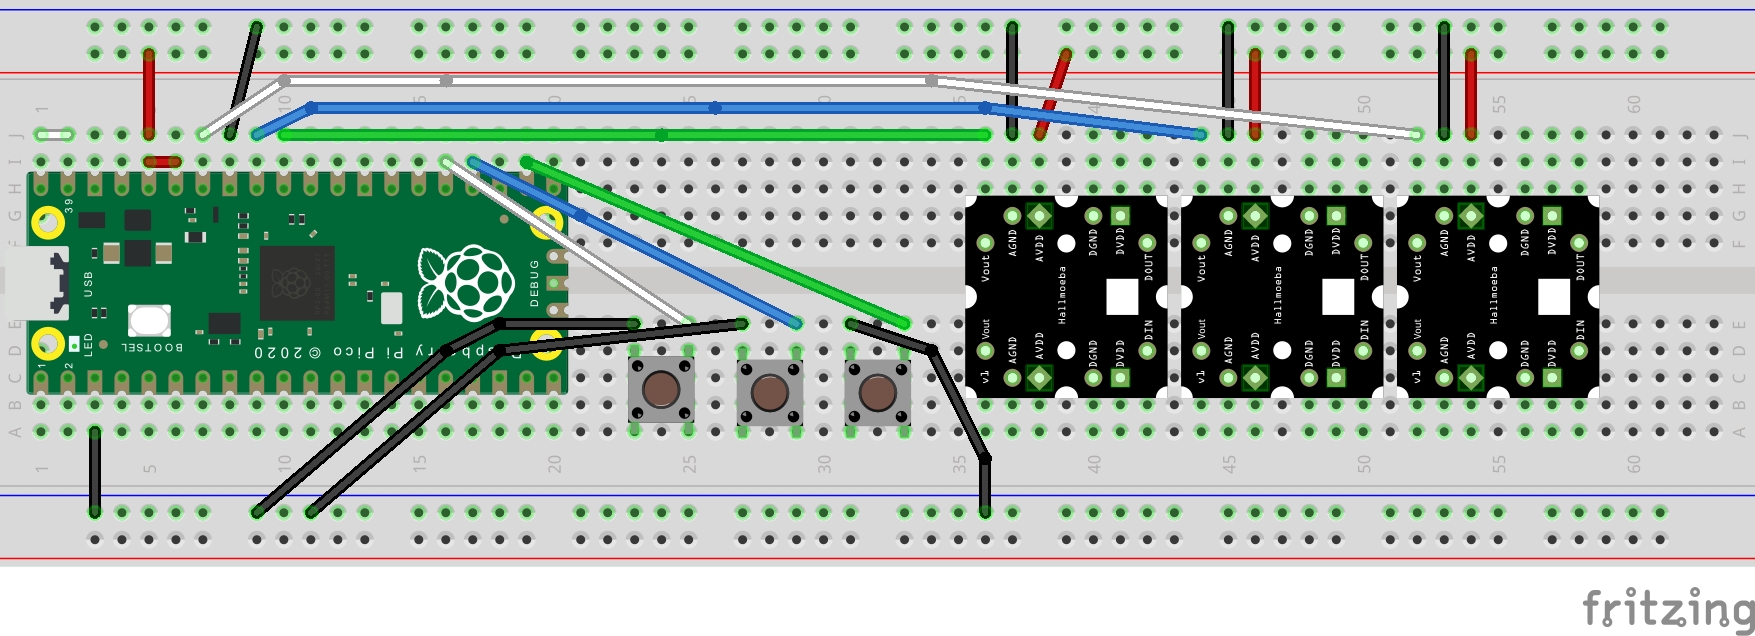 1 5 10 15 20 25 30 35 40 45 50 55 60
J J
I I
H H
G G
F F
39
USB
DEBUG
LED
BOOTSEL
Raspberry Pi Pico © 2020
1
2
AGND AVDD DGND DVDD
Vout Hallmoeba DOUT
Vout DIN
v1 AGND AVDD DGND DVDD
AGND AVDD DGND DVDD
Vout Hallmoeba DOUT
Vout DIN
v1 AGND AVDD DGND DVDD
AGND AVDD DGND DVDD
Vout Hallmoeba DOUT
Vout DIN
v1 AGND AVDD DGND DVDD
E E
D D
C C
B B
A A
1 5 10 15 20 25 30 35 40 45 50 55 60
fritzing